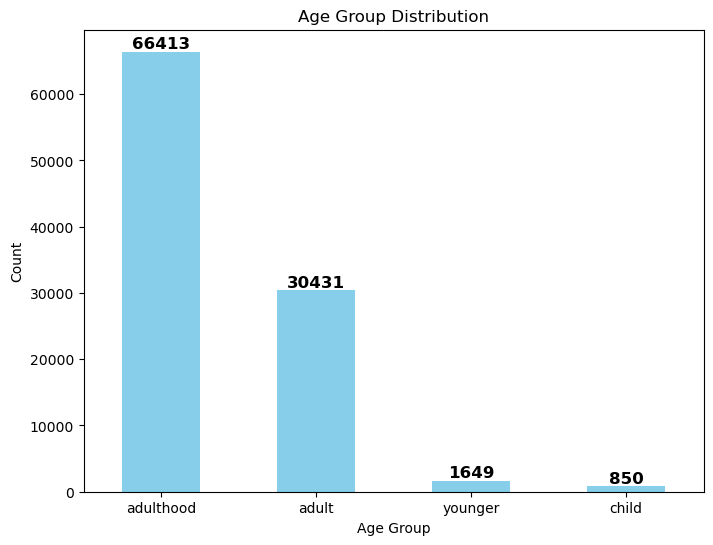 Age Group Distribution
66413
30431
1649
850
60000
50000
40000
30000
20000
10000
0
Count
adulthood
adult
younger
child
Age Group